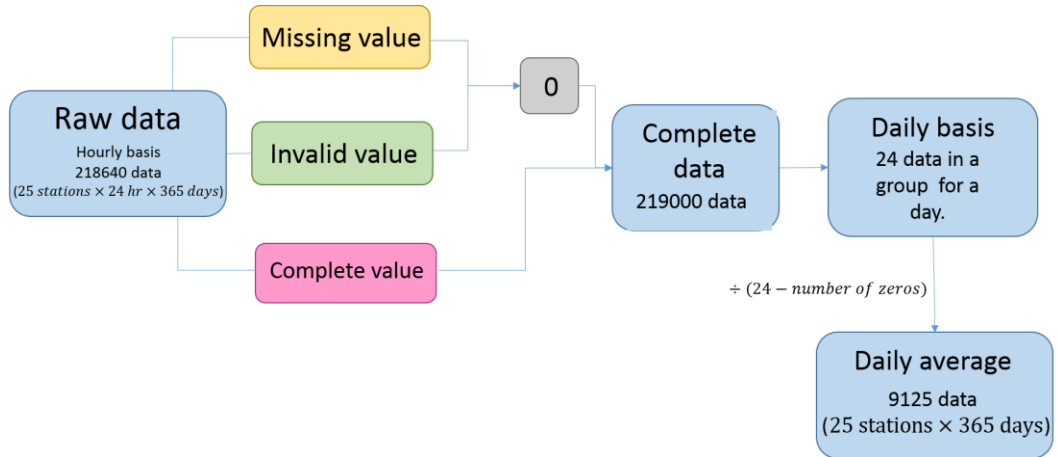 Raw data
Hourly basis
218640 data
(25 stations × 24 hr × 365 days)
Missing value
Invalid value
Complete value
0
Complete
data
219000 data
Daily basis
24 data in a
group for a
day.
÷ (24 − number of zeros)
Daily average
9125 data
(25 stations × 365 days)